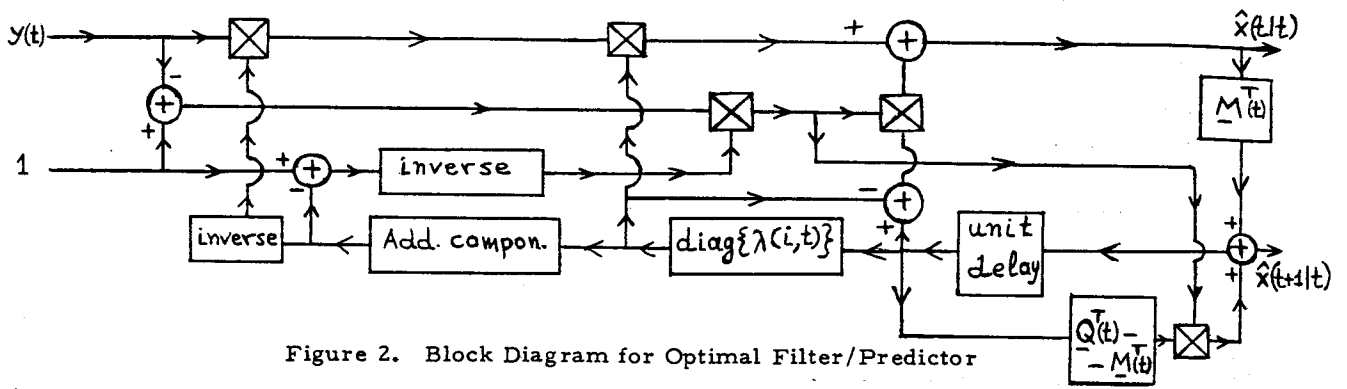 y(t)
x̂(t|t)
+
+
-
+
+
M^T(t)
1
+
+
-
inverse
-
+
+
inverse
Add. compon.
diag{λ(i,t)}
unit
delay
+
+
+
x̂(t+1|t)
Q^T(t) -
- M^T(t)
Figure 2. Block Diagram for Optimal Filter/Predictor